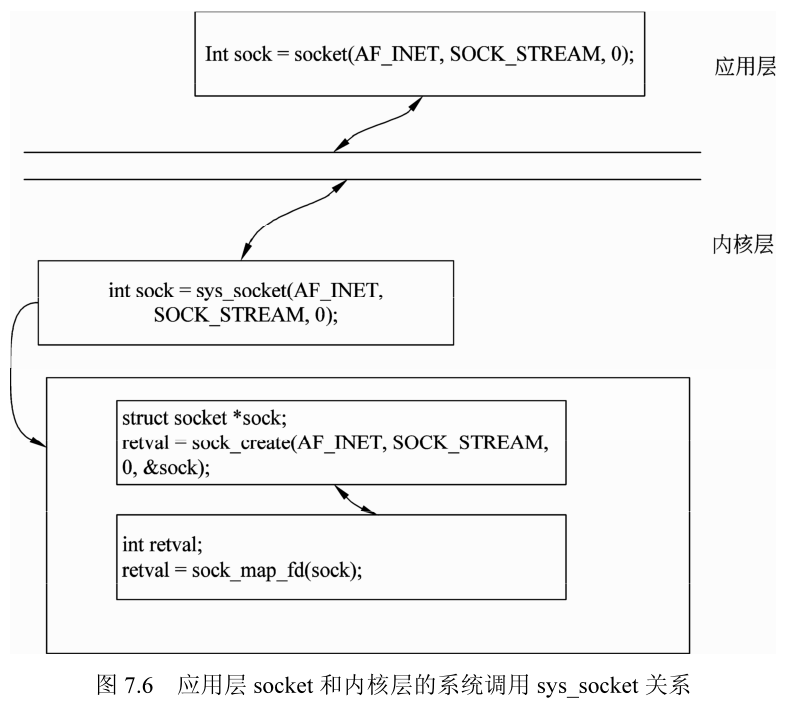 Int sock = socket(AF_INET, SOCK_STREAM, 0);
应用层
内核层
int sock = sys_socket(AF_INET,
SOCK_STREAM, 0);
struct socket *sock;
retval = sock_create(AF_INET, SOCK_STREAM,
0, &sock);
int retval;
retval = sock_map_fd(sock);
图 7.6 应用层 socket 和内核层的系统调用 sys_socket 关系